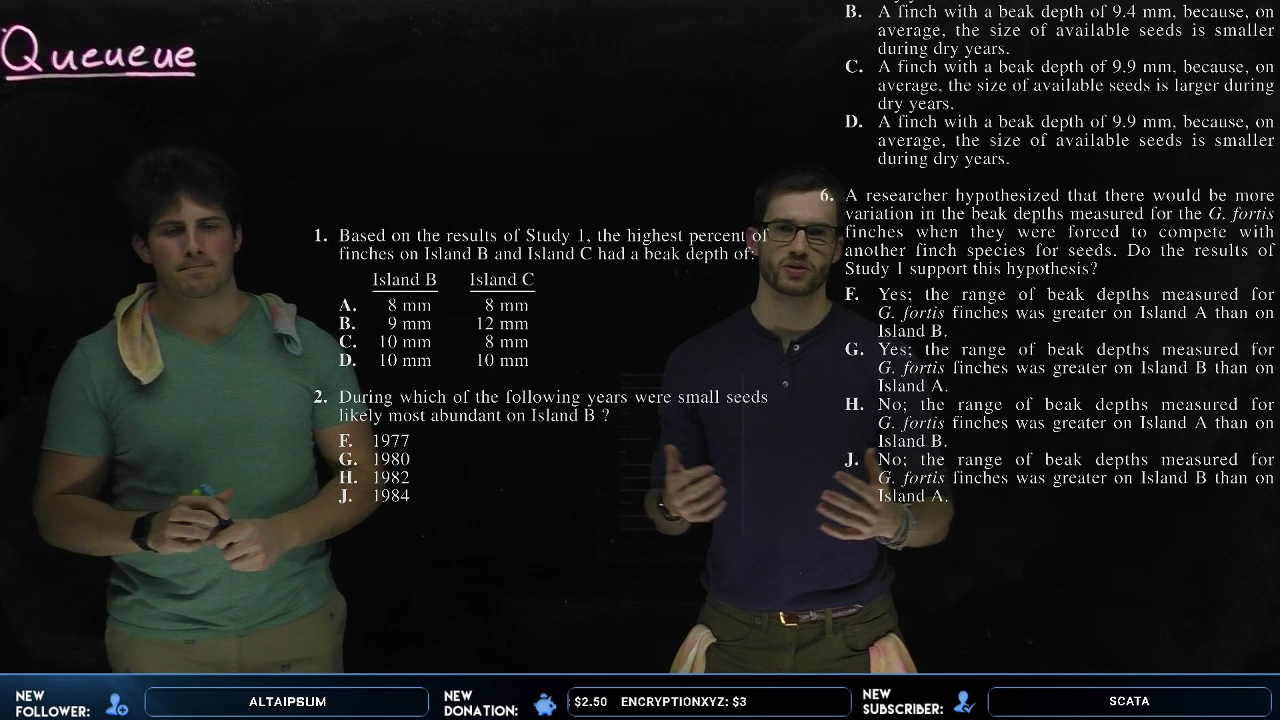 Queueue
1. Based on the results of Study 1, the highest percent of
finches on Island B and Island C had a beak depth of:
Island B Island C
A. 8 mm 8 mm
B. 9 mm 12 mm
C. 10 mm 8 mm
D. 10 mm 10 mm
2. During which of the following years were small seeds
likely most abundant on Island B ?
F. 1977
G. 1980
H. 1982
J. 1984
B. A finch with a beak depth of 9.4 mm, because, on
average, the size of available seeds is smaller
during dry years.
C. A finch with a beak depth of 9.9 mm, because, on
average, the size of available seeds is larger during
dry years.
D. A finch with a beak depth of 9.9 mm, because, on
average, the size of available seeds is smaller
during dry years.
6. A researcher hypothesized that there would be more
variation in the beak depths measured for the G. fortis
finches when they were forced to compete with
another finch species for seeds. Do the results of
Study 1 support this hypothesis?
F. Yes; the range of beak depths measured for
G. fortis finches was greater on Island A than on
Island B.
G. Yes; the range of beak depths measured for
G. fortis finches was greater on Island B than on
Island A.
H. No; the range of beak depths measured for
G. fortis finches was greater on Island A than on
Island B.
J. No; the range of beak depths measured for
G. fortis finches was greater on Island B than on
Island A.
NEW FOLLOWER: ALTAIPSUM
NEW DONATION: $2.50 ENCRYPTIONXYZ: $3
NEW SUBSCRIBER: SCATA